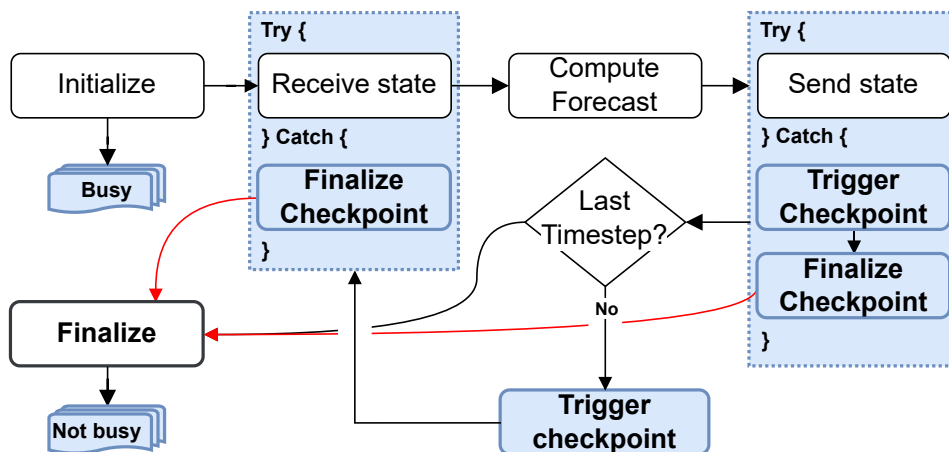 Try {
Try {
Initialize
Receive state
Compute
Forecast
Send state
} Catch {
} Catch {
Busy
Finalize
Checkpoint
Last
Timestep?
Trigger
Checkpoint
}
Finalize
Checkpoint
No
Finalize
}
Trigger
checkpoint
Not busy